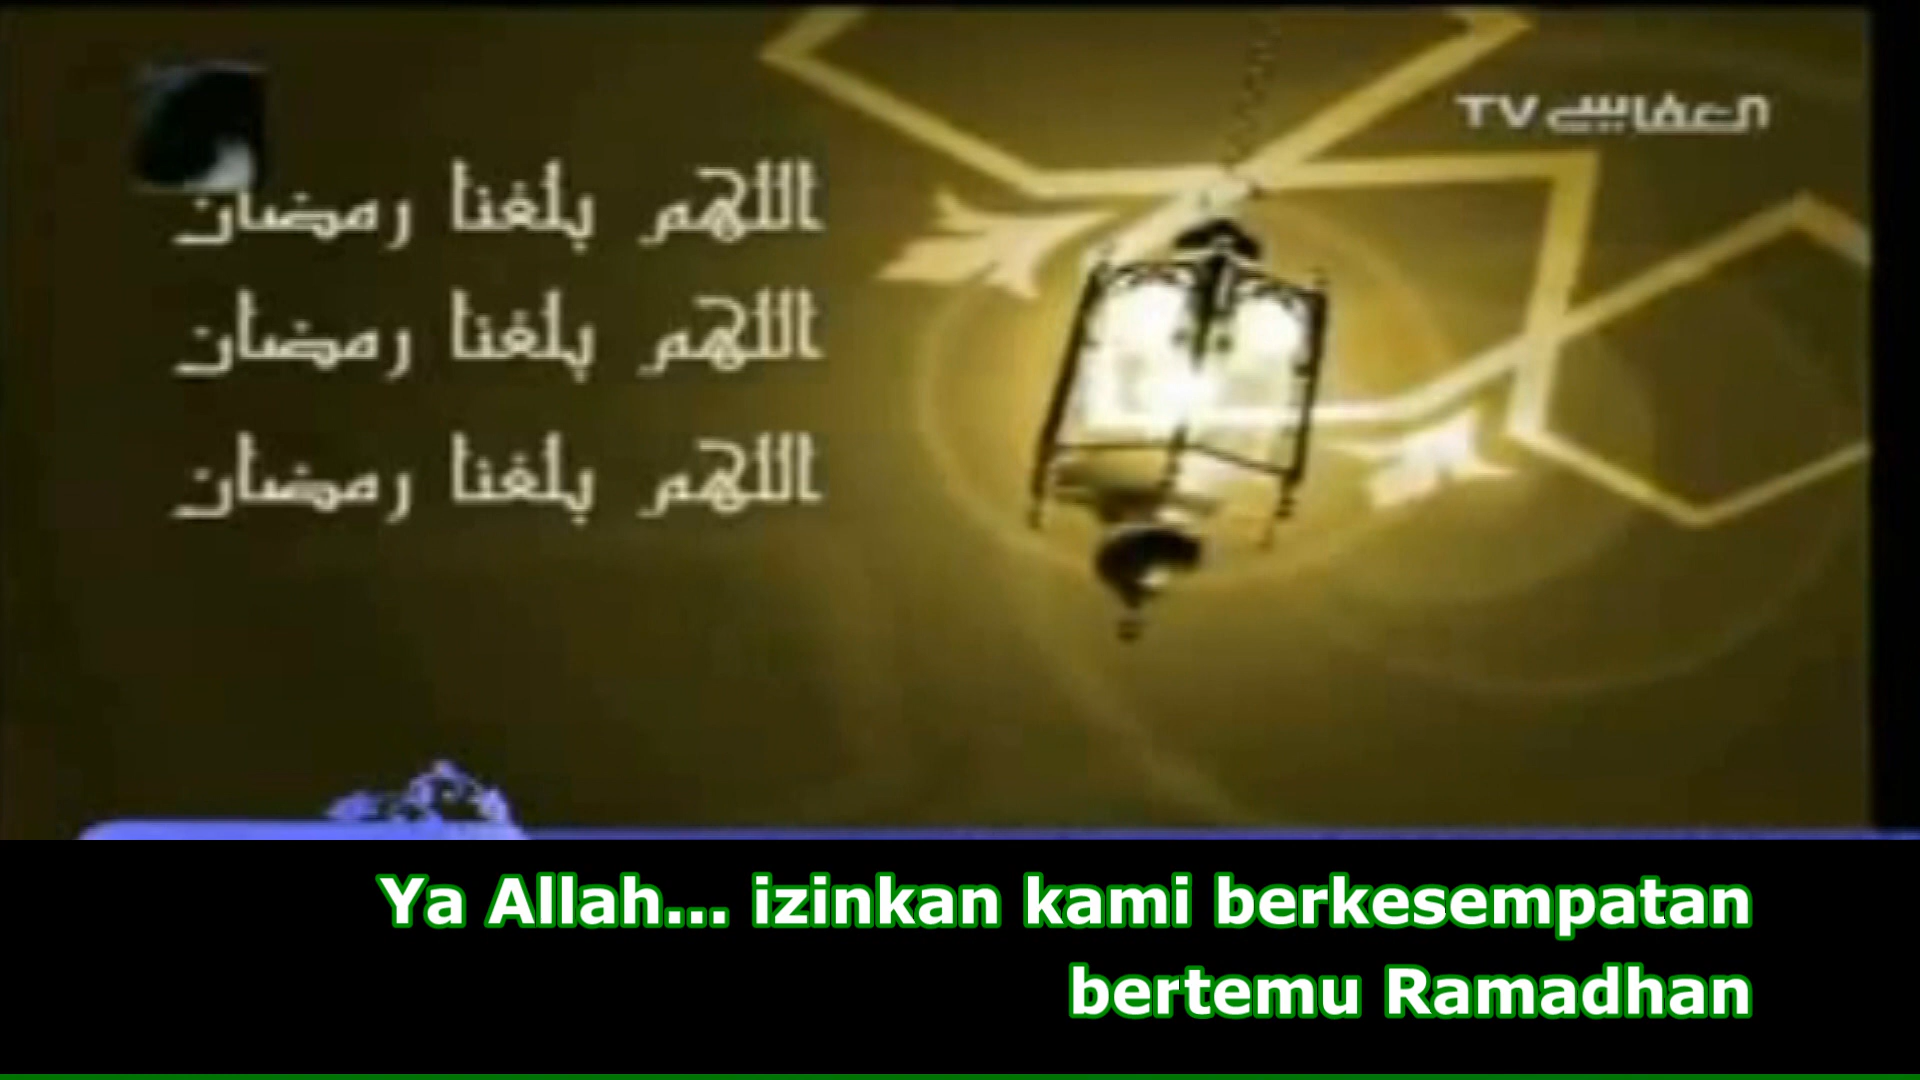 TV العفاسي
اللهم بلغنا رمضان
اللهم بلغنا رمضان
اللهم بلغنا رمضان
Ya Allah... izinkan kami berkesempatan
bertemu Ramadhan